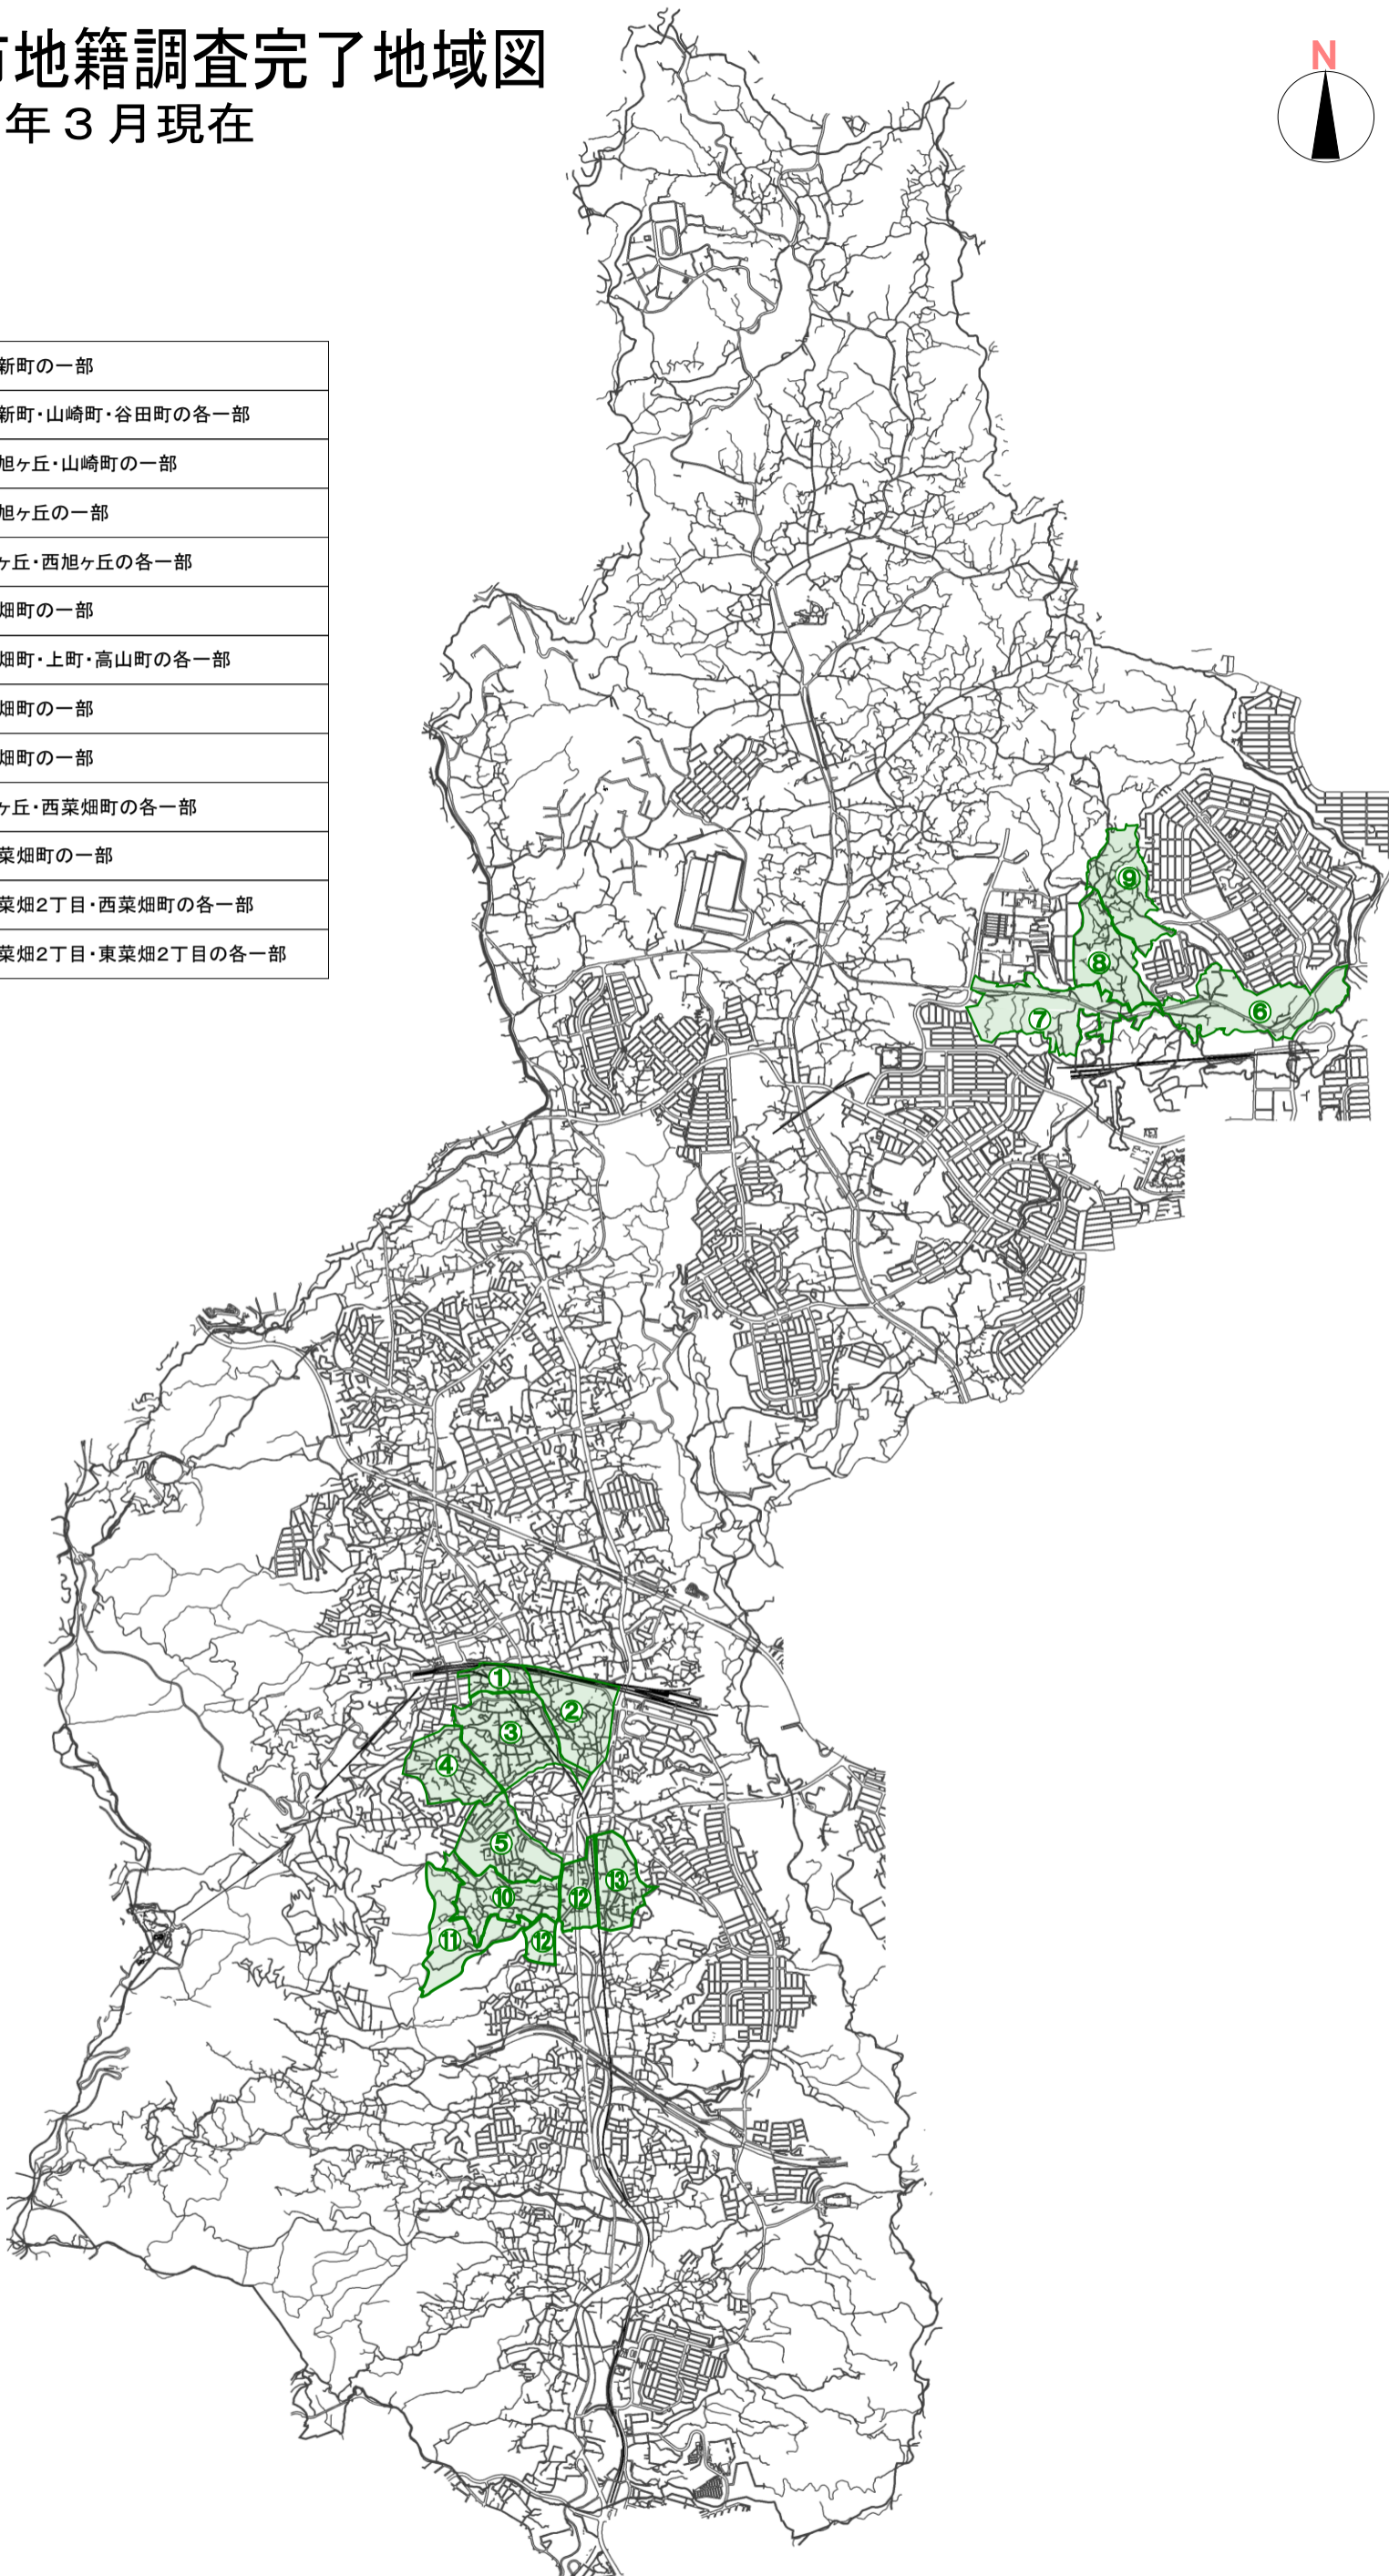 市地籍調査完了地域図
年３月現在
N
新町の一部
新町・山崎町・谷田町の各一部
旭ヶ丘・山崎町の一部
旭ヶ丘の一部
ヶ丘・西旭ヶ丘の各一部
畑町の一部
畑町・上町・高山町の各一部
畑町の一部
畑町の一部
ヶ丘・西菜畑町の各一部
菜畑町の一部
菜畑2丁目・西菜畑町の各一部
菜畑2丁目・東菜畑2丁目の各一部
⑨
⑧
⑥
⑦
①
②
③
④
⑤
⑬
⑩
⑫
⑪
⑫